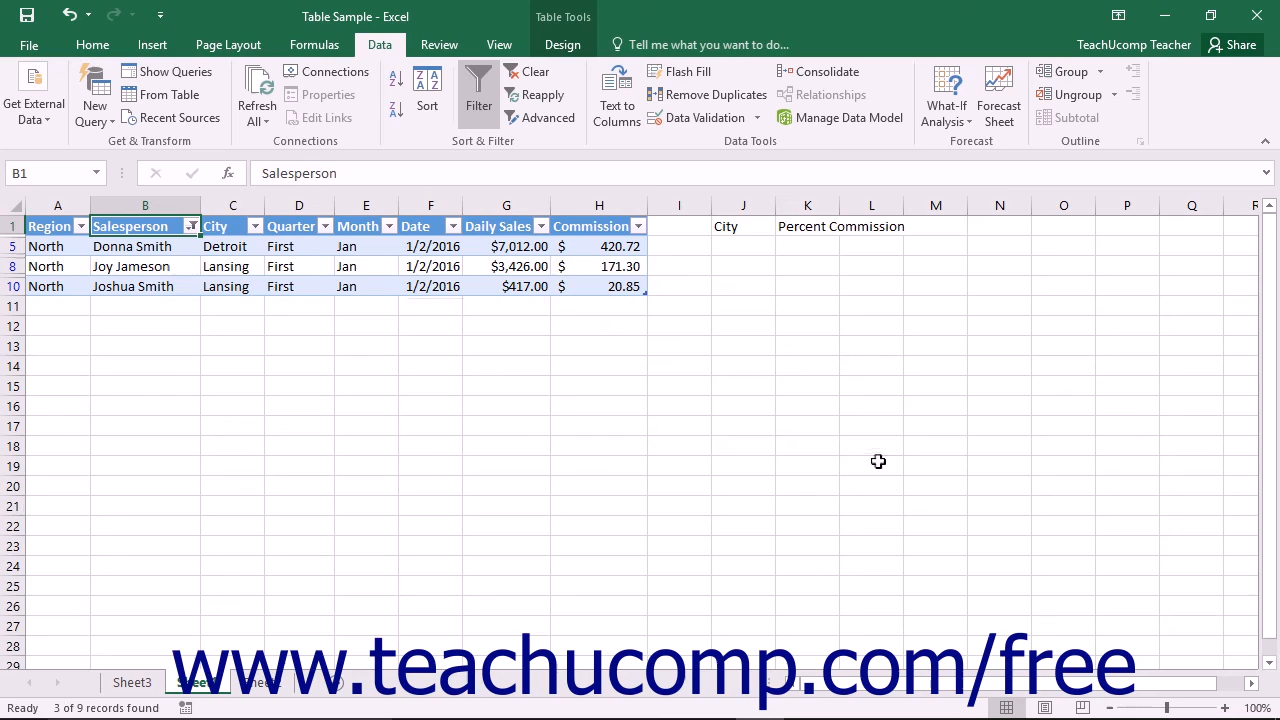 Table Sample - Excel
Table Tools
File Home Insert Page Layout Formulas Data Review View Design Tell me what you want to do... TeachUcomp Teacher Share
Get External Data
New Query
Show Queries
From Table
Recent Sources
Get & Transform
Refresh All
Connections
Properties
Edit Links
Connections
Sort
Filter
Clear
Reapply
Advanced
Sort & Filter
Text to Columns
Flash Fill
Remove Duplicates
Data Validation
Consolidate
Relationships
Manage Data Model
Data Tools
What-If Analysis
Forecast Sheet
Forecast
Group
Ungroup
Subtotal
Outline
B1 fx Salesperson
A B C D E F G H I J K L M N O P Q R
1 Region Salesperson City Quarter Month Date Daily Sales Commission City Percent Commission
5 North Donna Smith Detroit First Jan 1/2/2016 $7,012.00 $ 420.72
8 North Joy Jameson Lansing First Jan 1/2/2016 $3,426.00 $ 171.30
10 North Joshua Smith Lansing First Jan 1/2/2016 $417.00 $ 20.85
11
12
13
14
15
16
17
18
19
20
21
22
23
24
25
26
27
28
29
www.teachucomp.com/free
Sheet3
Ready 3 of 9 records found 100%